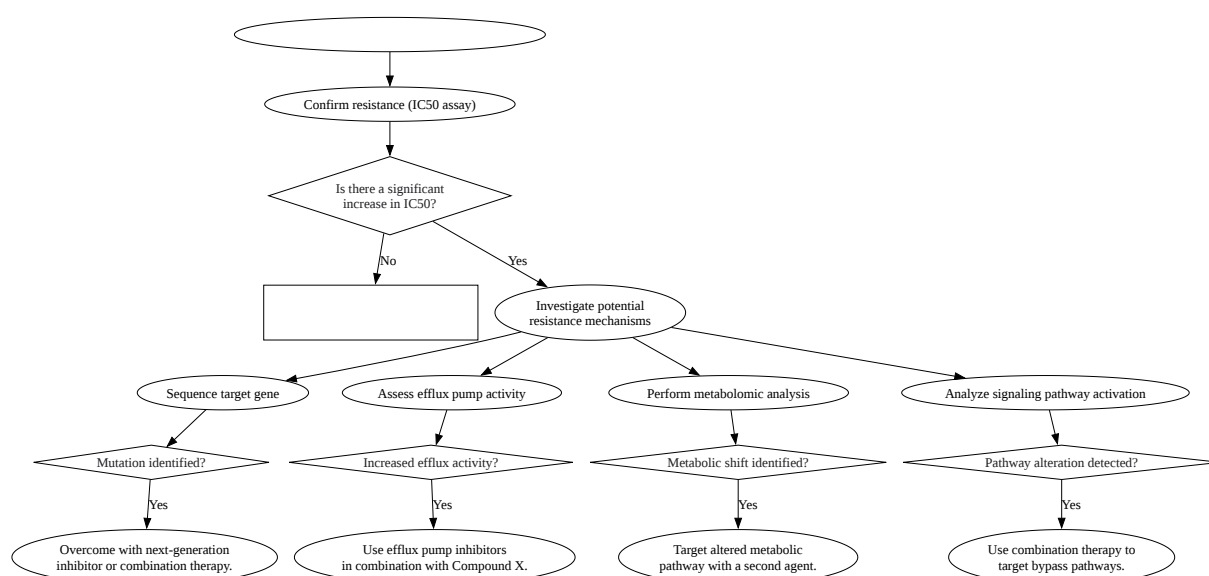 Confirm resistance (IC50 assay)
Is there a significant
increase in IC50?
No
Yes
Investigate potential
resistance mechanisms
Sequence target gene
Assess efflux pump activity
Perform metabolomic analysis
Analyze signaling pathway activation
Mutation identified?
Increased efflux activity?
Metabolic shift identified?
Pathway alteration detected?
Yes
Yes
Yes
Yes
Overcome with next-generation
inhibitor or combination therapy.
Use efflux pump inhibitors
in combination with Compound X.
Target altered metabolic
pathway with a second agent.
Use combination therapy to
target bypass pathways.